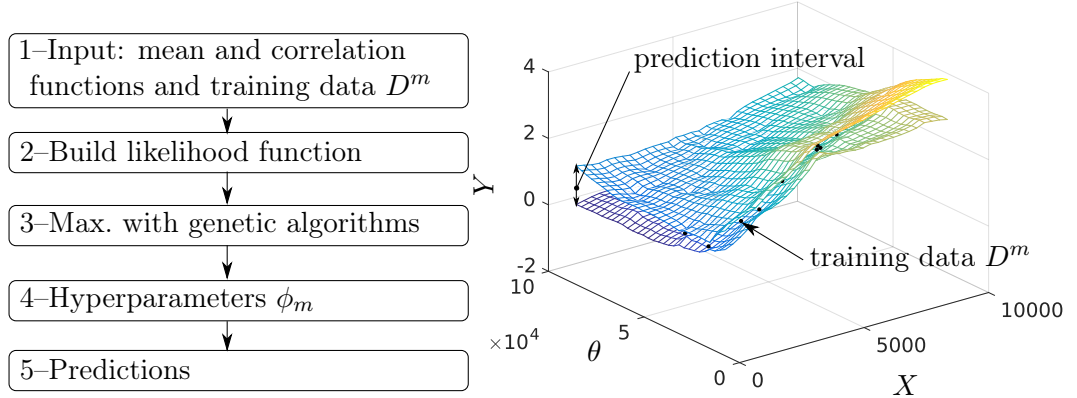 1–Input: mean and correlation
functions and training data D^m
2–Build likelihood function
3–Max. with genetic algorithms
4–Hyperparameters ϕ_m
5–Predictions
prediction interval
4
2
0
-2
Y
training data D^m
10
5
0
×10^4
θ
0
5000
10000
X